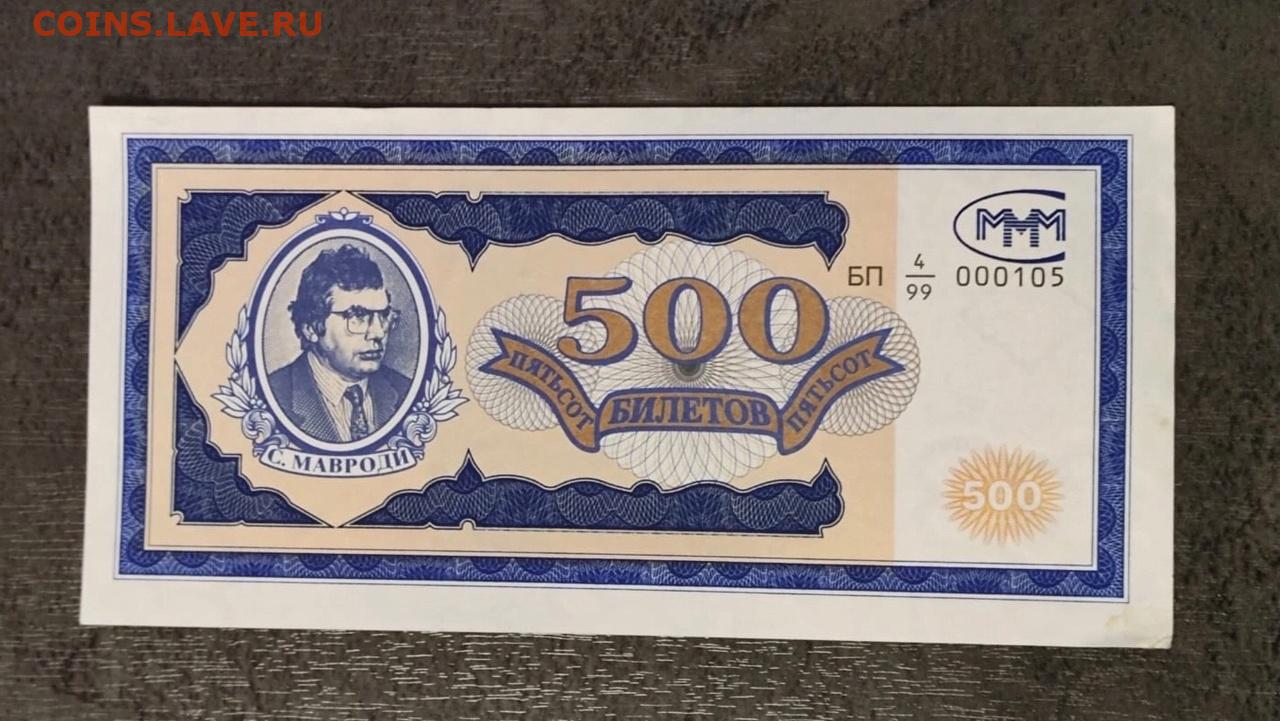 COINS.LAVE.RU
МММ
БП 4/99 000105
500
ПЯТЬСОТ БИЛЕТОВ ПЯТЬСОТ
С. МАВРОДИ
500